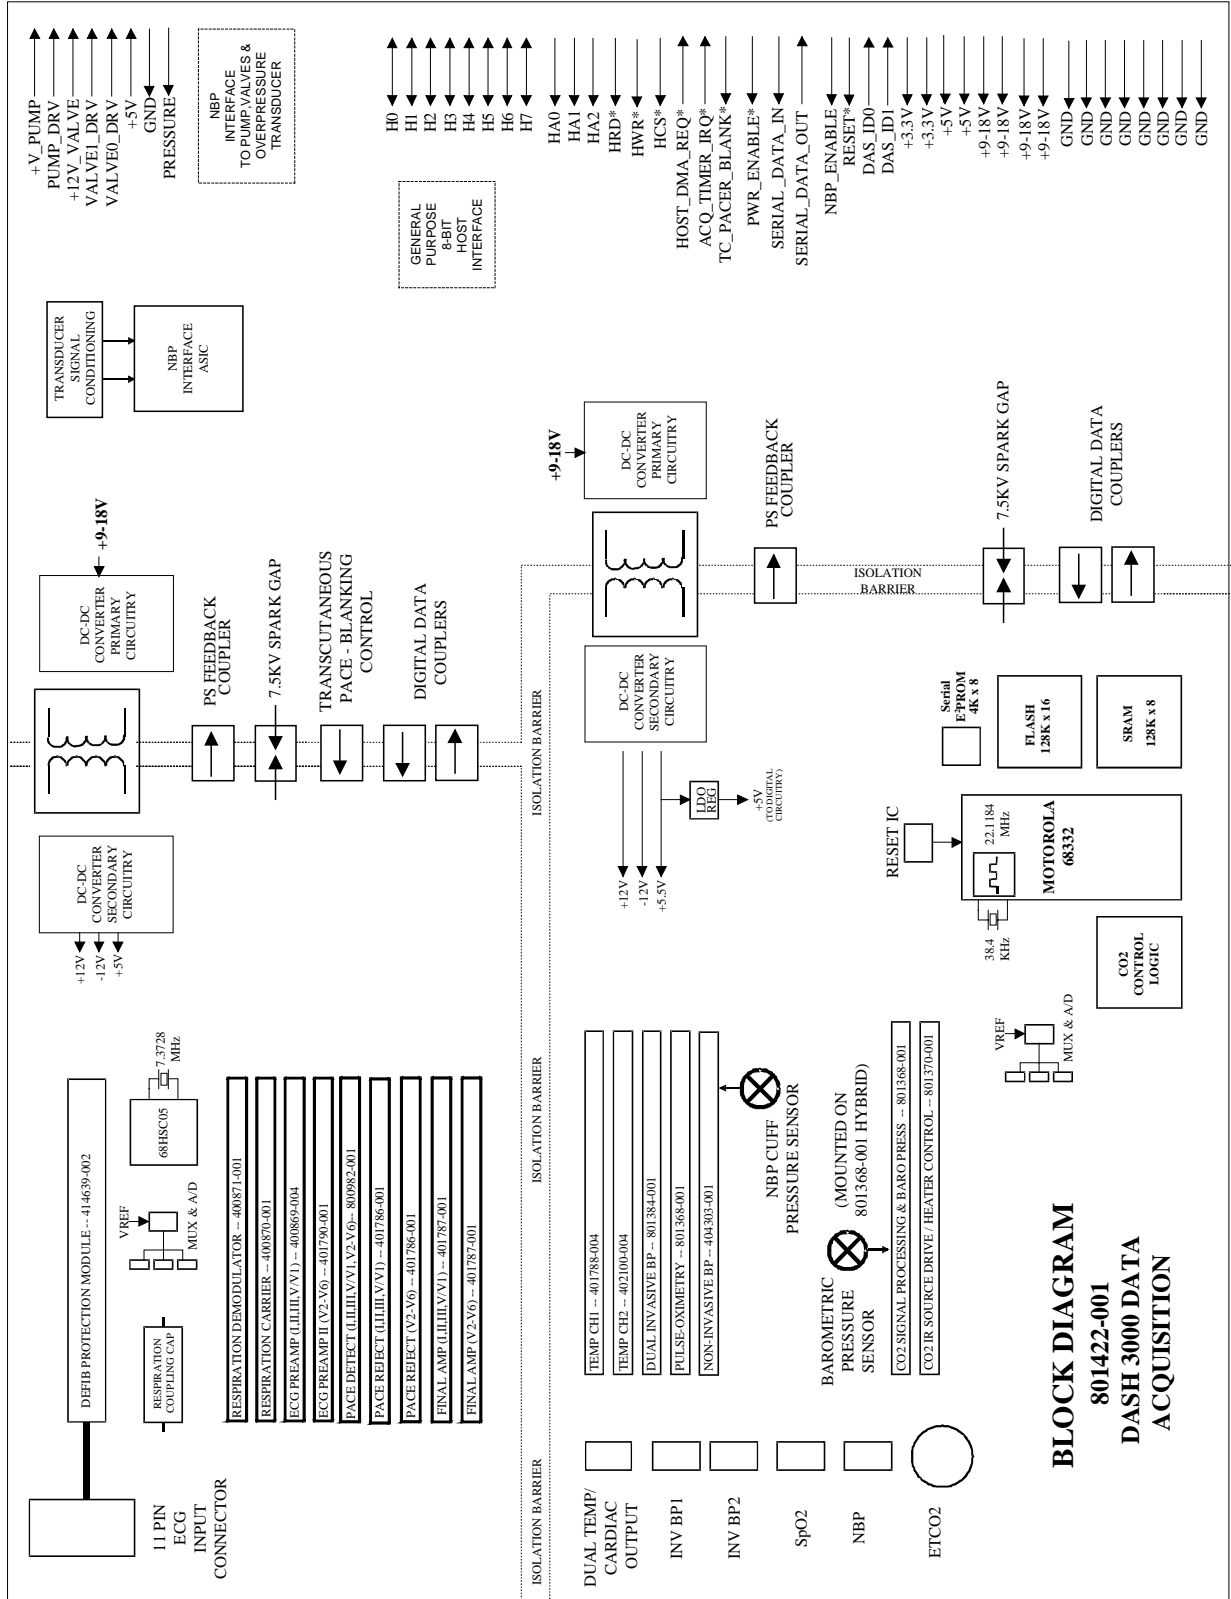 11 PIN
ECG
INPUT
CONNECTOR
DEFIB PROTECTION MODULE -- 414639-002
RESPIRATION
COUPLING CAP
VREF
MUX & A/D
68HSC05
7.3728
MHz
RESPIRATION DEMODULATOR -- 400871-001
RESPIRATION CARRIER -- 400870-001
ECG PREAMP (I,II,III,V/V1) -- 400869-004
ECG PREAMP II (V2-V6) -- 401790-001
PACE DETECT (I,II,III,V/V1, V2-V6)-- 800982-001
PACE REJECT (I,II,III,V/V1) -- 401786-001
PACE REJECT (V2-V6) -- 401786-001
FINAL AMP (I,II,III,V/V1) -- 401787-001
FINAL AMP (V2-V6) -- 401787-001
+12V
-12V
+5V
DC-DC
CONVERTER
SECONDARY
CIRCUITRY
DC-DC
CONVERTER
PRIMARY
CIRCUITRY
+9-18V
PS FEEDBACK
COUPLER
7.5KV SPARK GAP
TRANSCUTANEOUS
PACE - BLANKING
CONTROL
DIGITAL DATA
COUPLERS
TRANSDUCER
SIGNAL
CONDITIONING
NBP
INTERFACE
ASIC
+V_PUMP
PUMP_DRV
+12V_VALVE
VALVE1_DRV
VALVE0_DRV
+5V
GND
PRESSURE
NBP
INTERFACE
TO PUMP,VALVES &
OVERPRESSURE
TRANSDUCER
ISOLATION BARRIER
ISOLATION BARRIER
ISOLATION BARRIER
DUAL TEMP/
CARDIAC
OUTPUT
INV BP1
INV BP2
SpO2
NBP
ETCO2
TEMP CH1 -- 401788-004
TEMP CH2 -- 402100-004
DUAL INVASIVE BP -- 801384-001
PULSE-OXIMETRY -- 801368-001
NON-INVASIVE BP -- 404303-001
NBP CUFF
PRESSURE SENSOR
BAROMETRIC
PRESSURE
SENSOR
(MOUNTED ON
801368-001 HYBRID)
CO2 SIGNAL PROCESSING & BARO PRESS -- 801368-001
CO2 IR SOURCE DRIVE / HEATER CONTROL -- 801370-001
VREF
MUX & A/D
+12V
-12V
+5.5V
DC-DC
CONVERTER
SECONDARY
CIRCUITRY
LDO
REG
+5V
(TO DIGITAL
CIRCUITRY)
DC-DC
CONVERTER
PRIMARY
CIRCUITRY
+9-18V
PS FEEDBACK
COUPLER
ISOLATION
BARRIER
7.5KV SPARK GAP
DIGITAL DATA
COUPLERS
RESET IC
38.4
KHz
22.1184
MHz
MOTOROLA
68332
CO2
CONTROL
LOGIC
Serial
E²PROM
4K x 8
FLASH
128K x 16
SRAM
128K x 8
GENERAL
PURPOSE
8-BIT
HOST
INTERFACE
H0
H1
H2
H3
H4
H5
H6
H7
HA0
HA1
HA2
HRD*
HWR*
HCS*
HOST_DMA_REQ*
ACQ_TIMER_IRQ*
TC_PACER_BLANK*
PWR_ENABLE*
SERIAL_DATA_IN
SERIAL_DATA_OUT
NBP_ENABLE
RESET*
DAS_ID0
DAS_ID1
+3.3V
+3.3V
+5V
+5V
+9-18V
+9-18V
+9-18V
+9-18V
GND
GND
GND
GND
GND
GND
GND
GND
BLOCK DIAGRAM
801422-001
DASH 3000 DATA
ACQUISITION